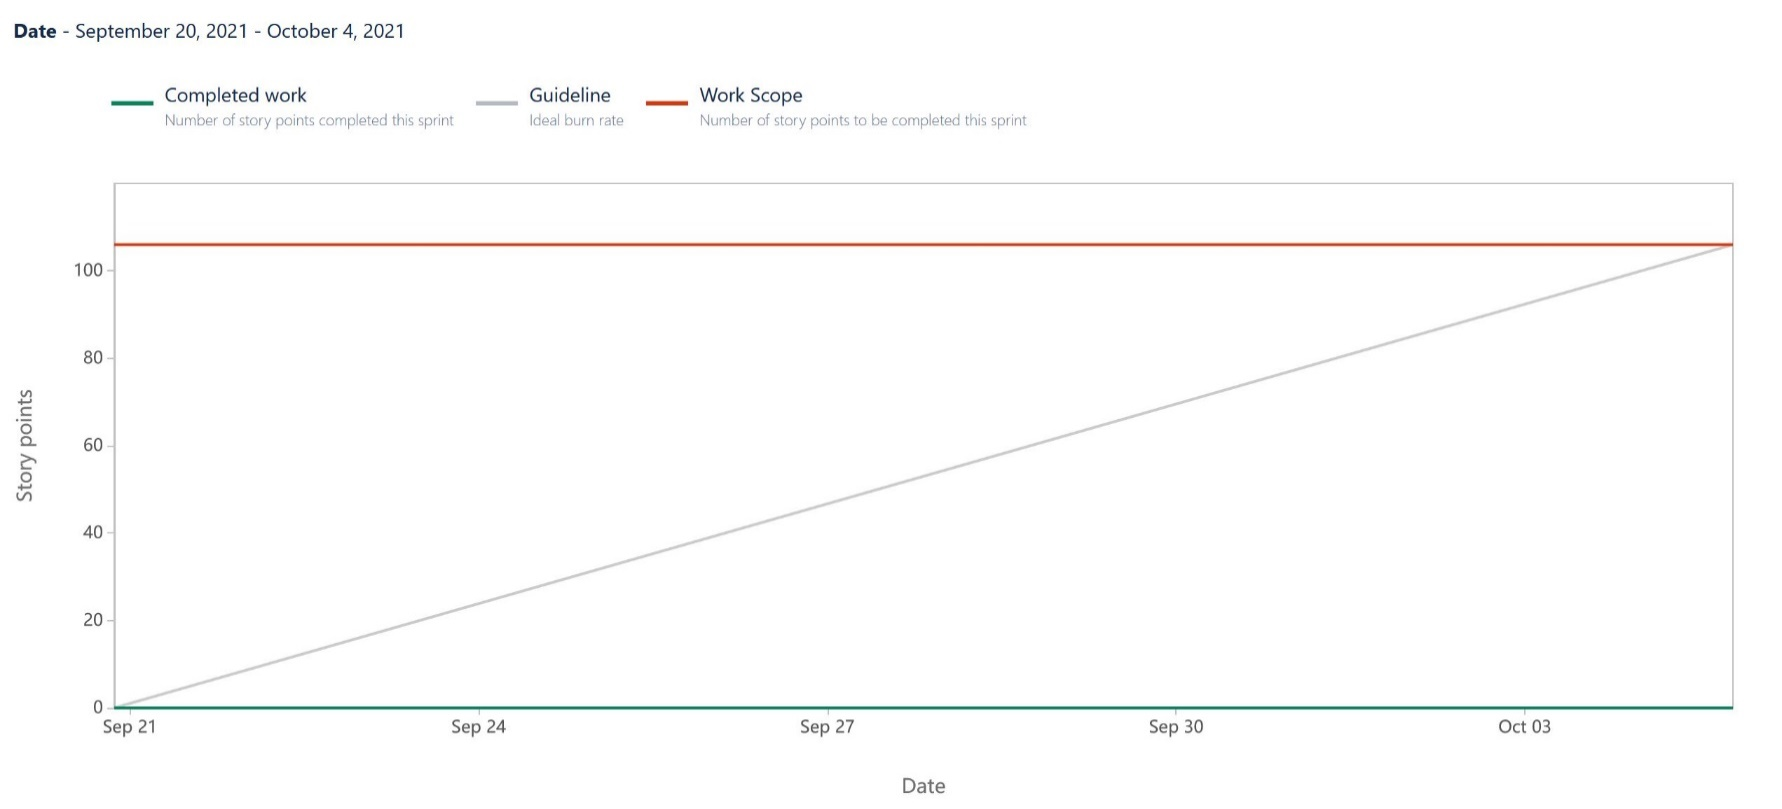 Date - September 20, 2021 - October 4, 2021
Completed work
Number of story points completed this sprint
Guideline
Ideal burn rate
Work Scope
Number of story points to be completed this sprint
Story points
100
80
60
40
20
0
Sep 21 Sep 24 Sep 27 Sep 30 Oct 03
Date